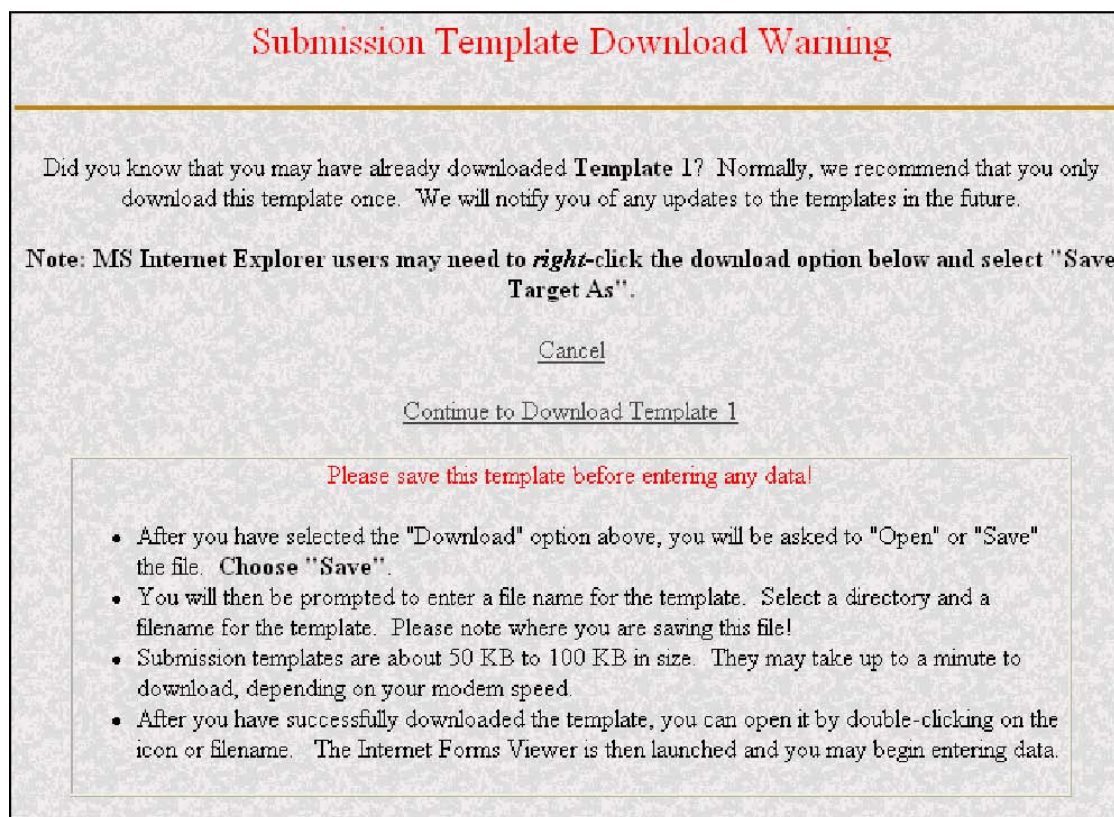 Submission Template Download Warning
Did you know that you may have already downloaded Template 1? Normally, we recommend that you only
download this template once. We will notify you of any updates to the templates in the future.
Note: MS Internet Explorer users may need to right-click the download option below and select "Save
Target As".
Cancel
Continue to Download Template 1
Please save this template before entering any data!
• After you have selected the "Download" option above, you will be asked to "Open" or "Save"
the file. Choose "Save".
• You will then be prompted to enter a file name for the template. Select a directory and a
filename for the template. Please note where you are saving this file!
• Submission templates are about 50 KB to 100 KB in size. They may take up to a minute to
download, depending on your modem speed.
• After you have successfully downloaded the template, you can open it by double-clicking on the
icon or filename. The Internet Forms Viewer is then launched and you may begin entering data.